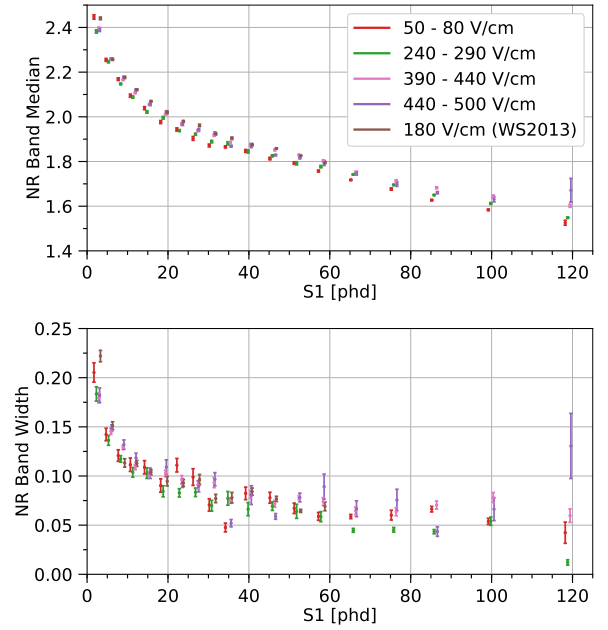 2.4
2.2
2.0
1.8
1.6
1.4
NR Band Median
50 - 80 V/cm
240 - 290 V/cm
390 - 440 V/cm
440 - 500 V/cm
180 V/cm (WS2013)
0 20 40 60 80 100 120
S1 [phd]
0.25
0.20
0.15
0.10
0.05
0.00
NR Band Width
0 20 40 60 80 100 120
S1 [phd]